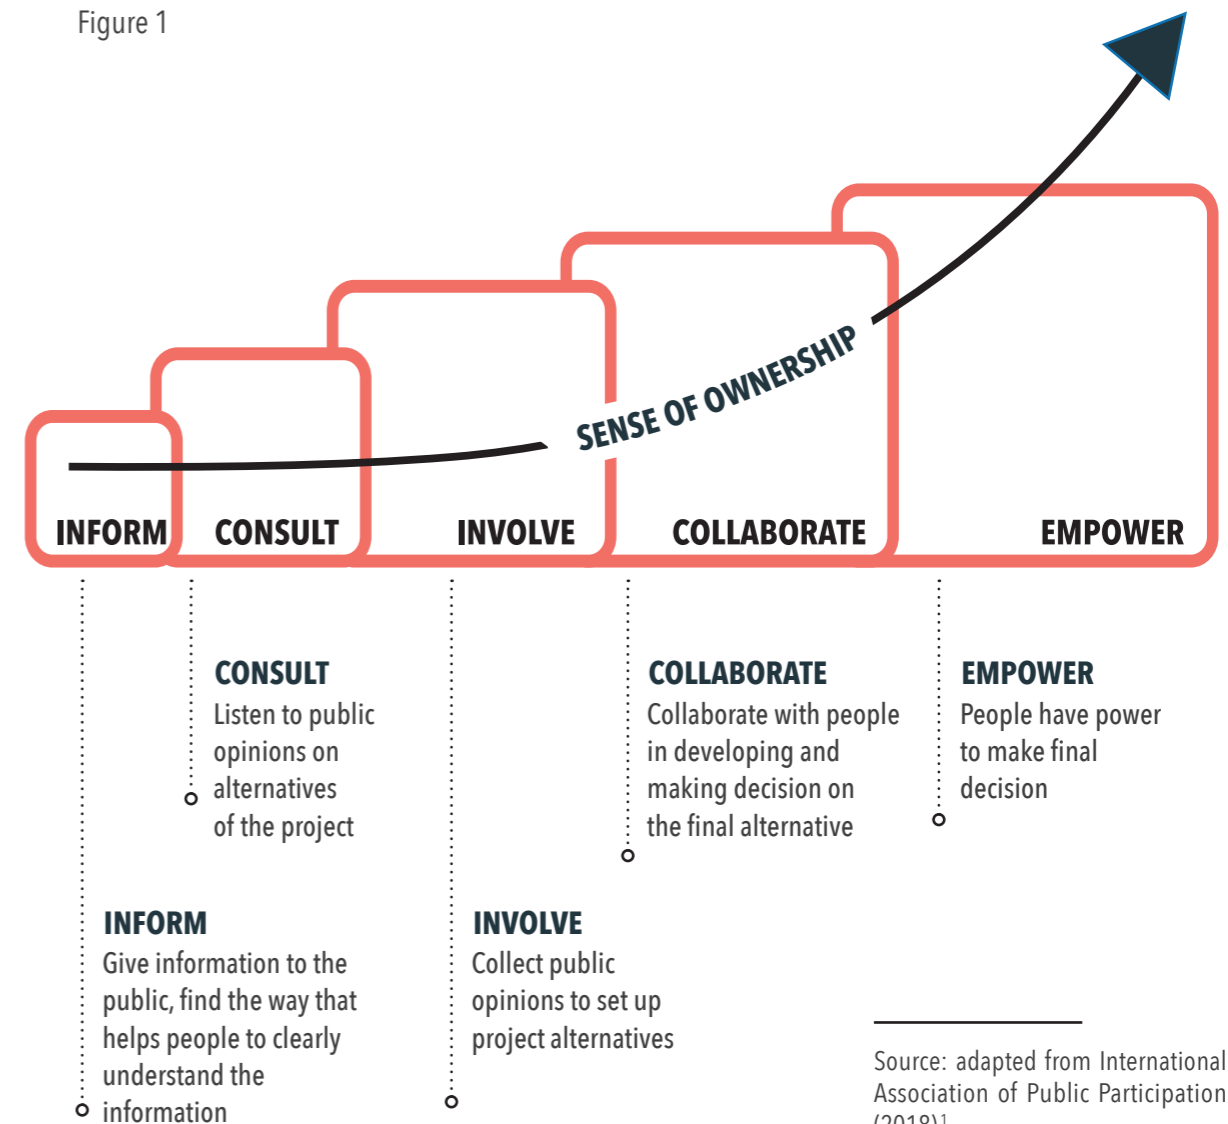 Figure 1
SENSE OF OWNERSHIP
INFORM
CONSULT
INVOLVE
COLLABORATE
EMPOWER
CONSULT
Listen to public
opinions on
alternatives
of the project
COLLABORATE
Collaborate with people
in developing and
making decision on
the final alternative
EMPOWER
People have power
to make final
decision
INFORM
Give information to the
public, find the way that
helps people to clearly
understand the
information
INVOLVE
Collect public
opinions to set up
project alternatives
Source: adapted from International
Association of Public Participation
(2018)¹